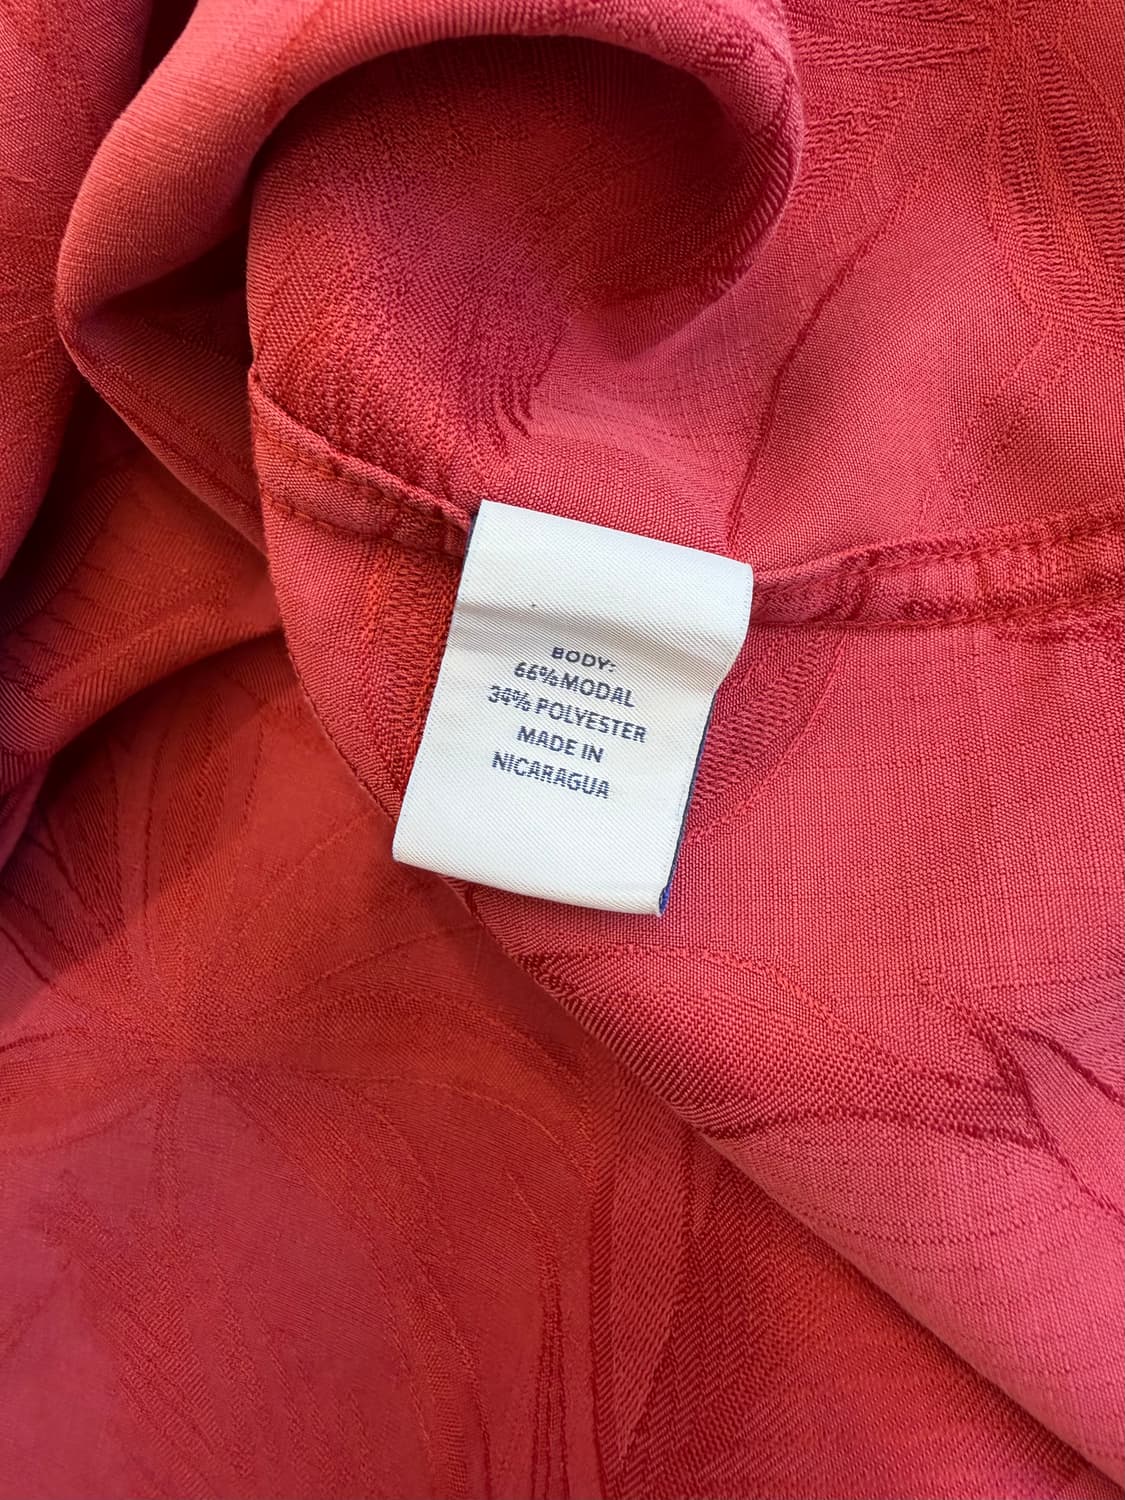 BODY:
66% MODAL
34% POLYESTER
MADE IN
NICARAGUA